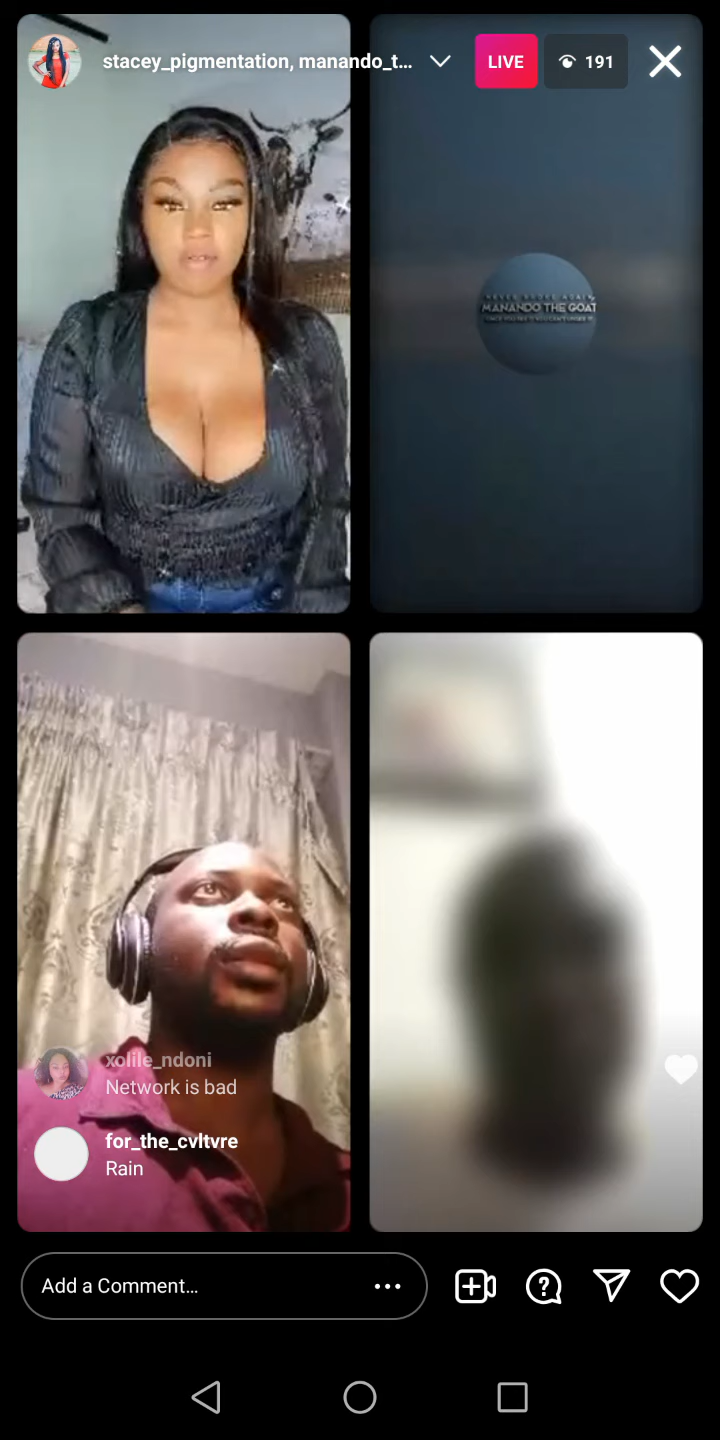 stacey_pigmentation, manando_t...
LIVE
191
MANANDO THE GOAT
xolile_ndoni
Network is bad
for_the_cvltvre
Rain
Add a Comment...